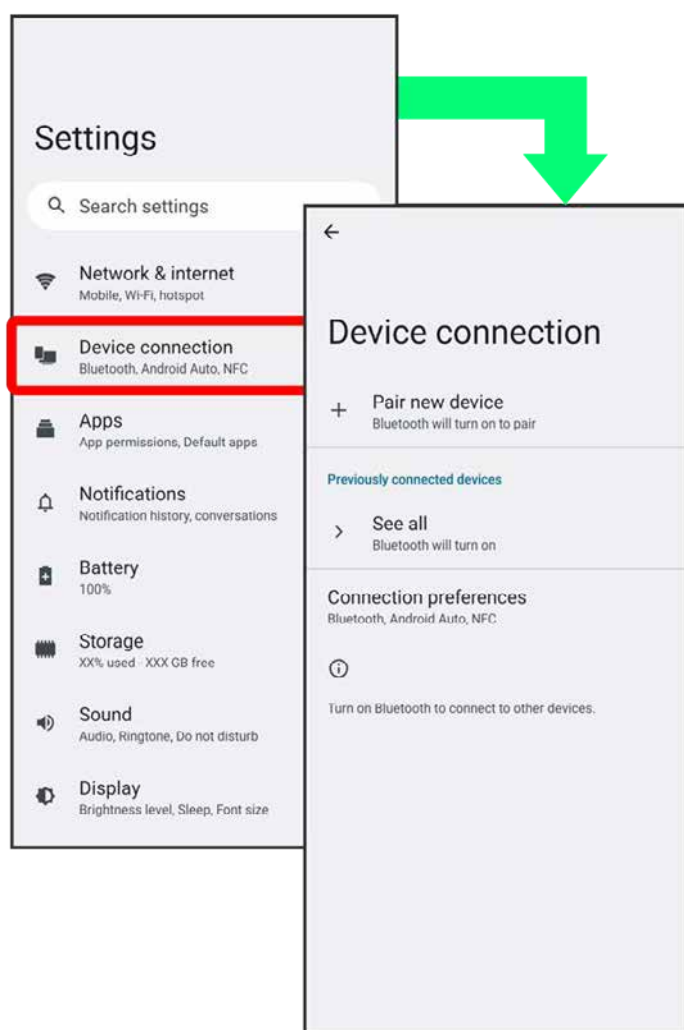 Settings
Search settings
Network & internet
Mobile, Wi-Fi, hotspot
Device connection
Bluetooth, Android Auto, NFC
Apps
App permissions, Default apps
Notifications
Notification history, conversations
Battery
100%
Storage
XX% used - XXX GB free
Sound
Audio, Ringtone, Do not disturb
Display
Brightness level, Sleep, Font size
Device connection
Pair new device
Bluetooth will turn on to pair
Previously connected devices
See all
Bluetooth will turn on
Connection preferences
Bluetooth, Android Auto, NFC
Turn on Bluetooth to connect to other devices.